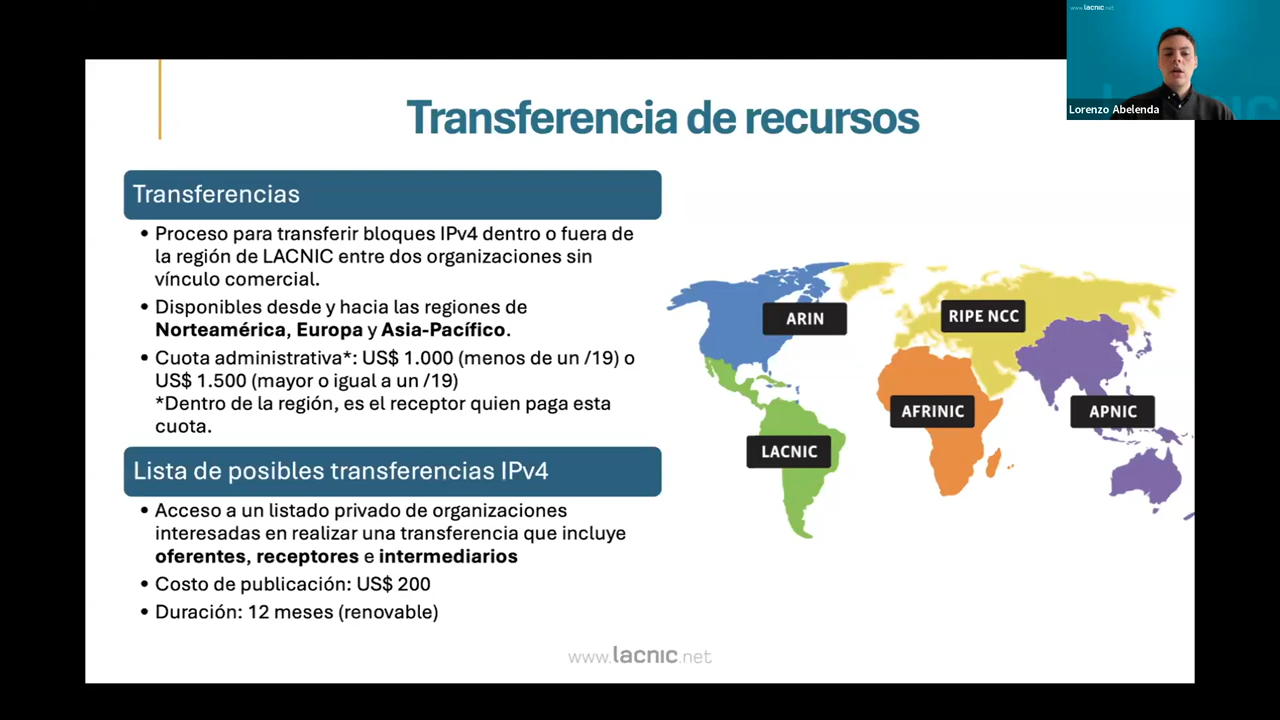 www.lacnic.net
Lorenzo Abelenda
Transferencia de recursos
Transferencias
• Proceso para transferir bloques IPv4 dentro o fuera de
la región de LACNIC entre dos organizaciones sin
vínculo comercial.
• Disponibles desde y hacia las regiones de
Norteamérica, Europa y Asia-Pacífico.
• Cuota administrativa*: US$ 1.000 (menos de un /19) o
US$ 1.500 (mayor o igual a un /19)
*Dentro de la región, es el receptor quien paga esta
cuota.
Lista de posibles transferencias IPv4
• Acceso a un listado privado de organizaciones
interesadas en realizar una transferencia que incluye
oferentes, receptores e intermediarios
• Costo de publicación: US$ 200
• Duración: 12 meses (renovable)
ARIN
RIPE NCC
AFRINIC
APNIC
LACNIC
www.lacnic.net